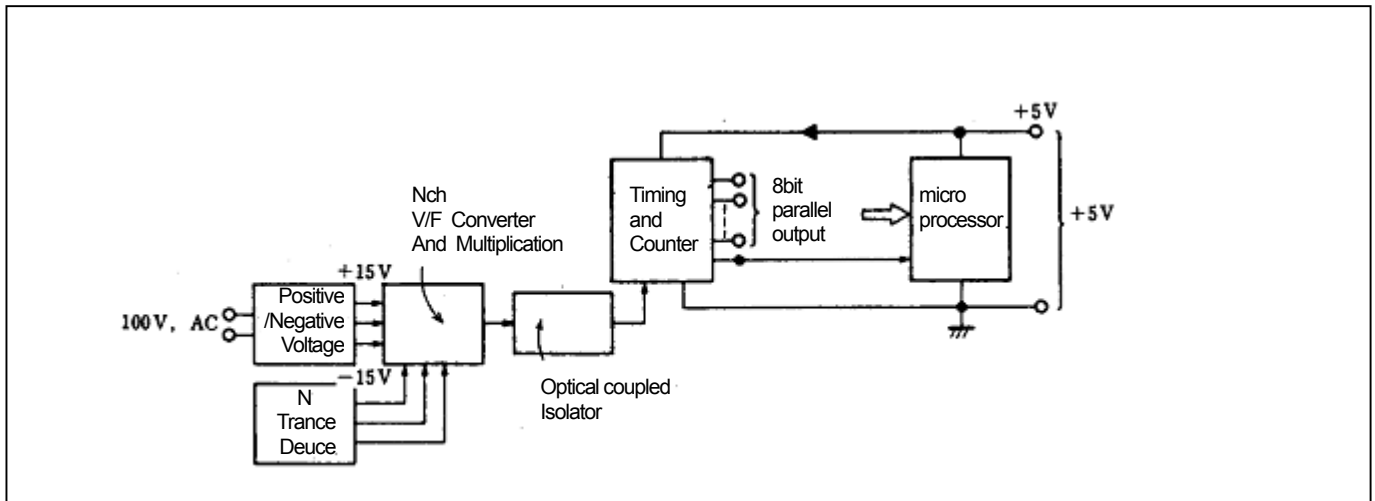 +5V
Nch
V/F Converter
And Multiplication
Timing
and
Counter
8bit
parallel
output
micro
processor
+5V
+15V
100V, AC
Positive
/Negative
Voltage
−15V
N
Trance
Deuce
Optical coupled
Isolator